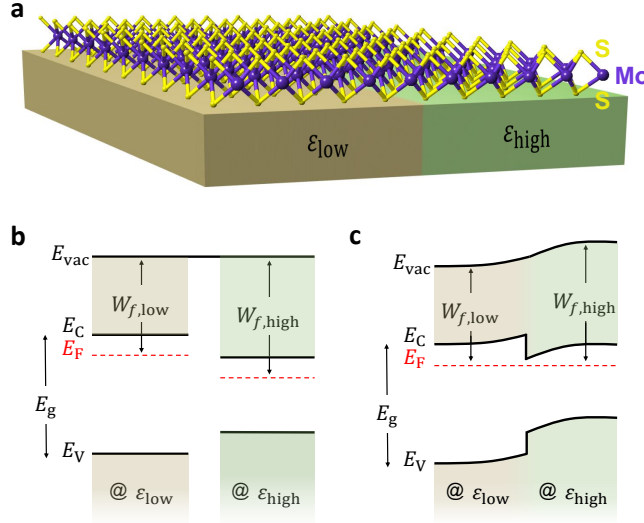 a
S
Mo
S
εlow
εhigh
b
Evac
Wf,low
Wf,high
EC
EF
Eg
EV
@ εlow
@ εhigh
c
Evac
Wf,low
Wf,high
EC
EF
Eg
EV
@ εlow
@ εhigh